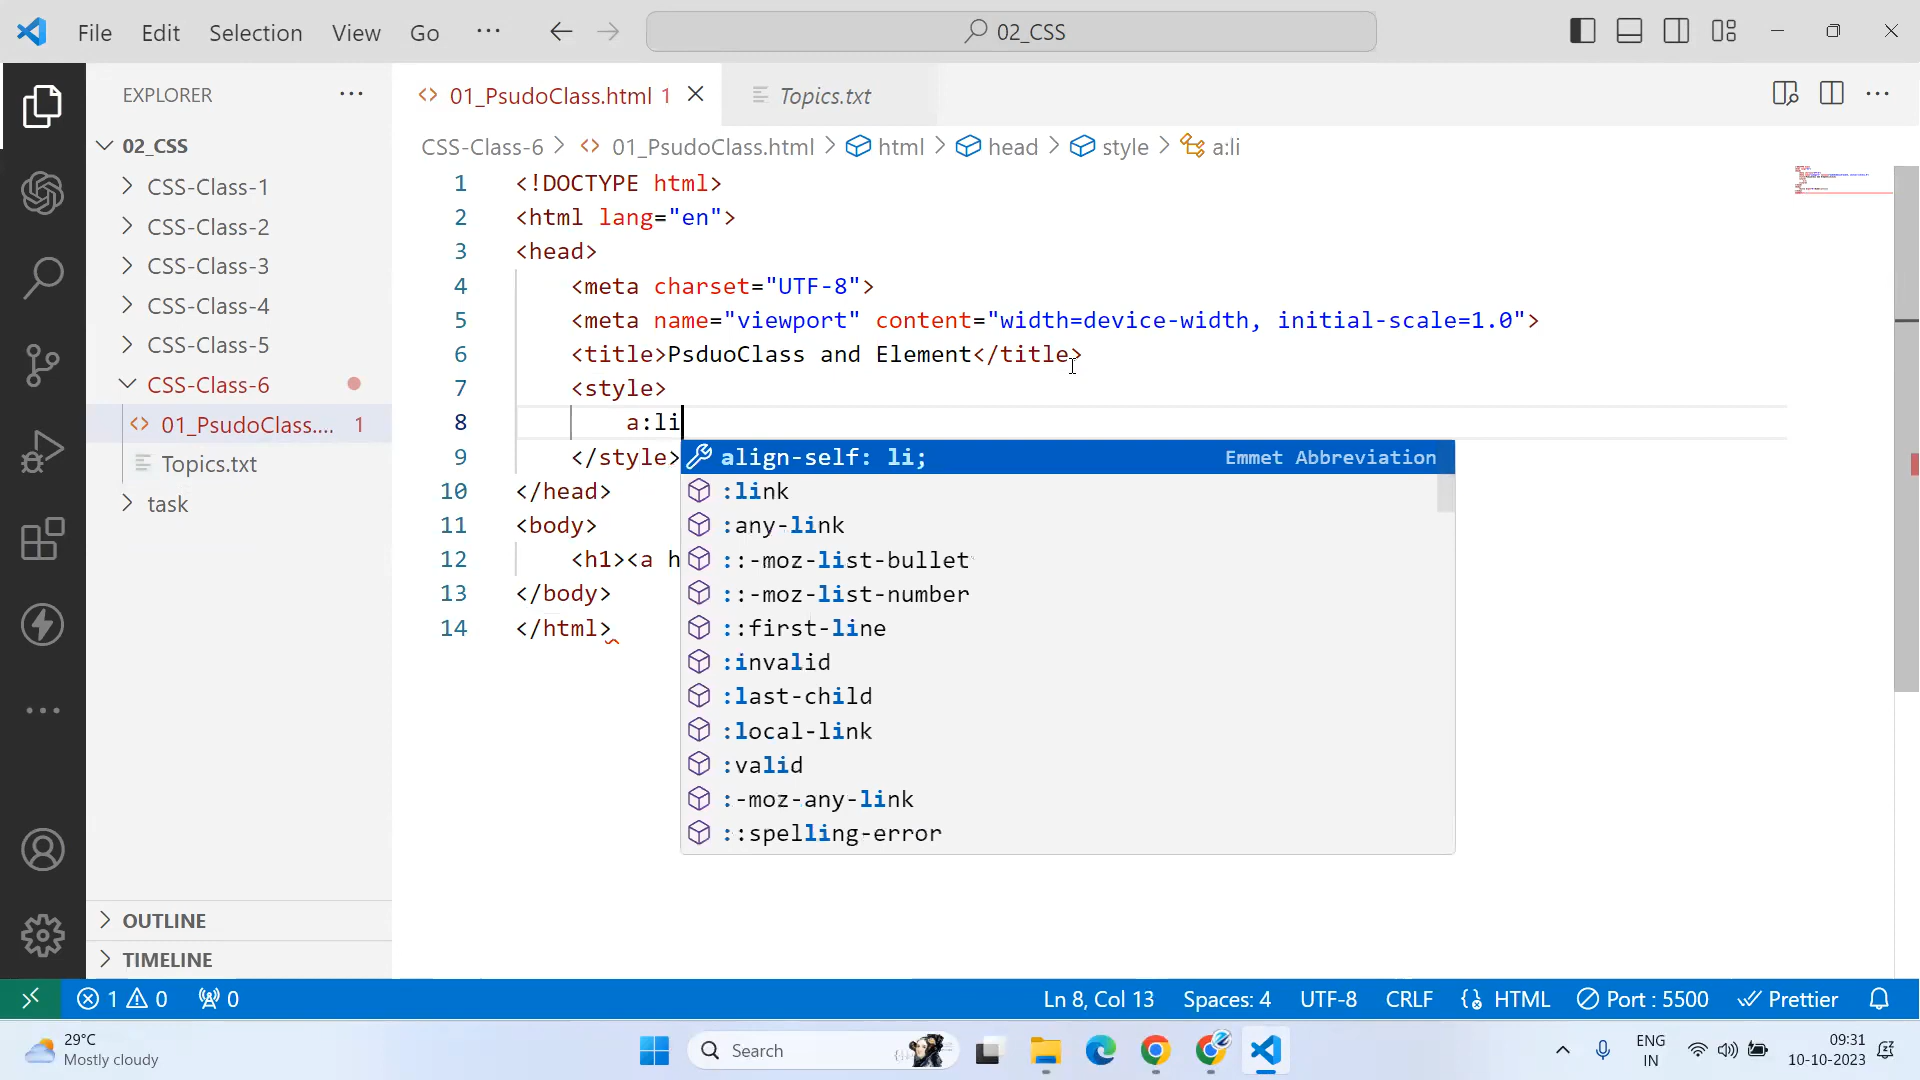 File Edit Selection View Go ··· 02_CSS
EXPLORER ···
01_PsudoClass.html 1
Topics.txt
02_CSS
CSS-Class-1
CSS-Class-2
CSS-Class-3
CSS-Class-4
CSS-Class-5
CSS-Class-6
01_PsudoClass.... 1
Topics.txt
task
OUTLINE
TIMELINE
CSS-Class-6 > 01_PsudoClass.html > html > head > style > a:li
1 <!DOCTYPE html>
2 <html lang="en">
3 <head>
4 <meta charset="UTF-8">
5 <meta name="viewport" content="width=device-width, initial-scale=1.0">
6 <title>PsduoClass and Element</title>
7 <style>
8 a:li
9 </style>
10 </head>
11 <body>
12 <h1><a h
13 </body>
14 </html>
align-self: li; Emmet Abbreviation
:link
:any-link
::-moz-list-bullet
::-moz-list-number
::first-line
:invalid
:last-child
:local-link
:valid
:-moz-any-link
::spelling-error
1 0 0 Ln 8, Col 13 Spaces: 4 UTF-8 CRLF HTML Port : 5500 Prettier
29°C
Mostly cloudy
Search
ENG
IN
09:31
10-10-2023